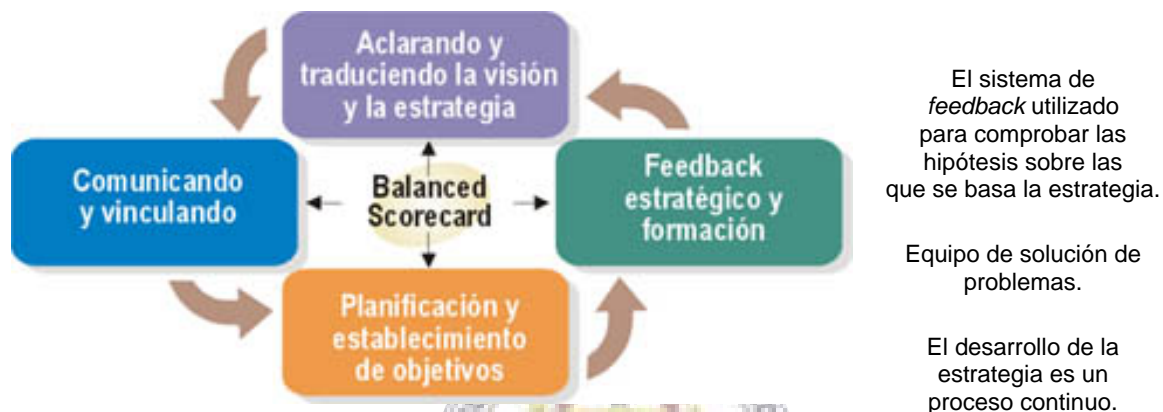 Aclarando y
traduciendo la visión
y la estrategia
Comunicando
y vinculando
Balanced
Scorecard
Feedback
estratégico y
formación
Planificación y
establecimiento
de objetivos
El sistema de
feedback utilizado
para comprobar las
hipótesis sobre las
que se basa la estrategia.
Equipo de solución de
problemas.
El desarrollo de la
estrategia es un
proceso continuo.